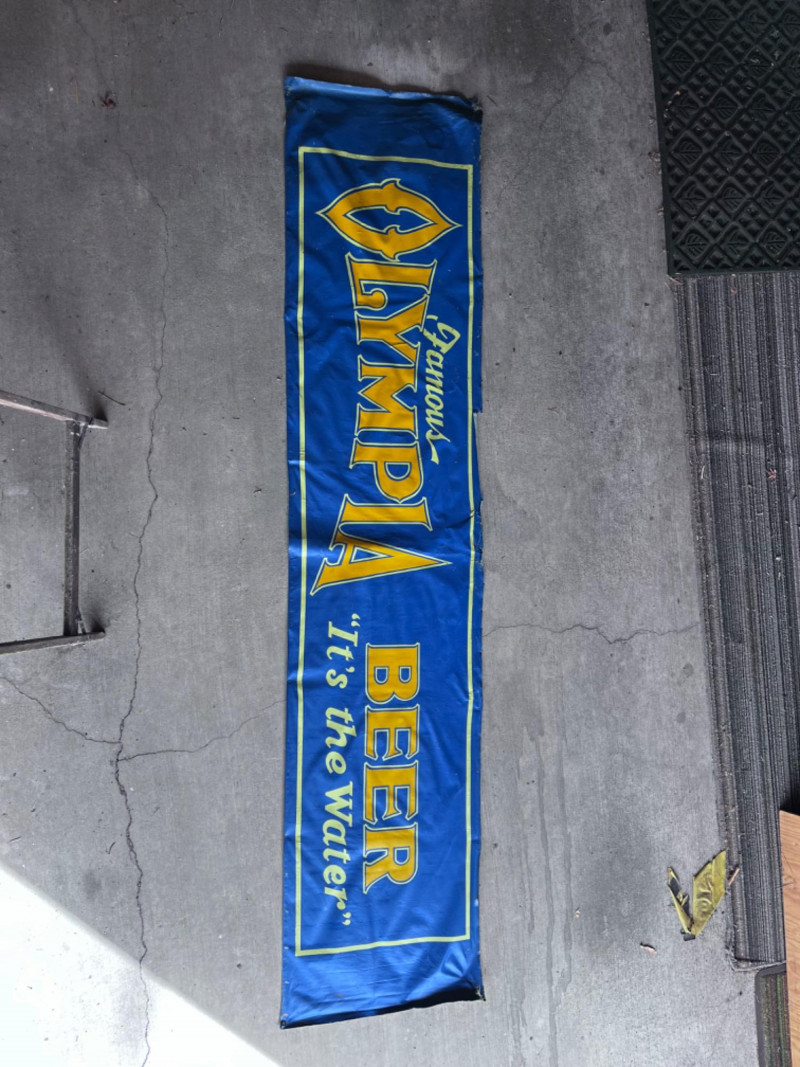 Famous
OLYMPIA BEER
"It's the Water"